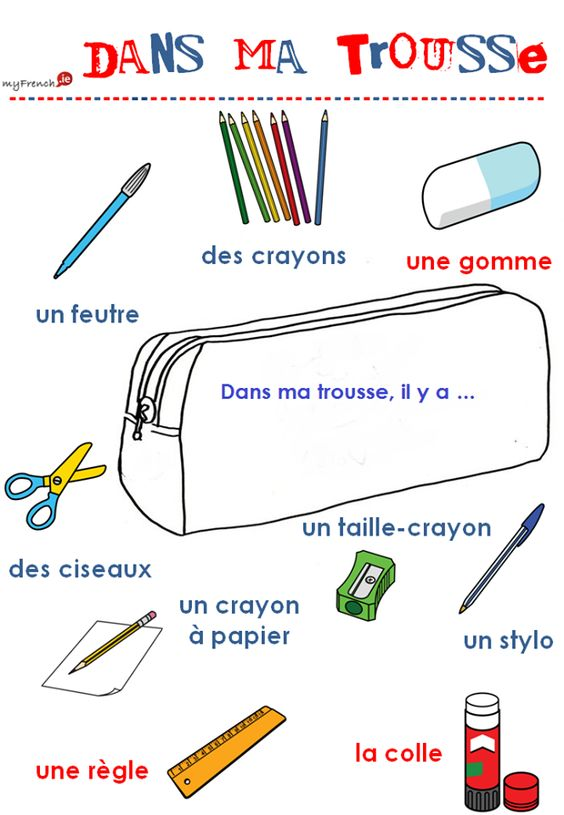 DANS MA TROUSSE
myFrench.ie
des crayons
une gomme
un feutre
Dans ma trousse, il y a ...
un taille-crayon
des ciseaux
un crayon
à papier
un stylo
la colle
une règle